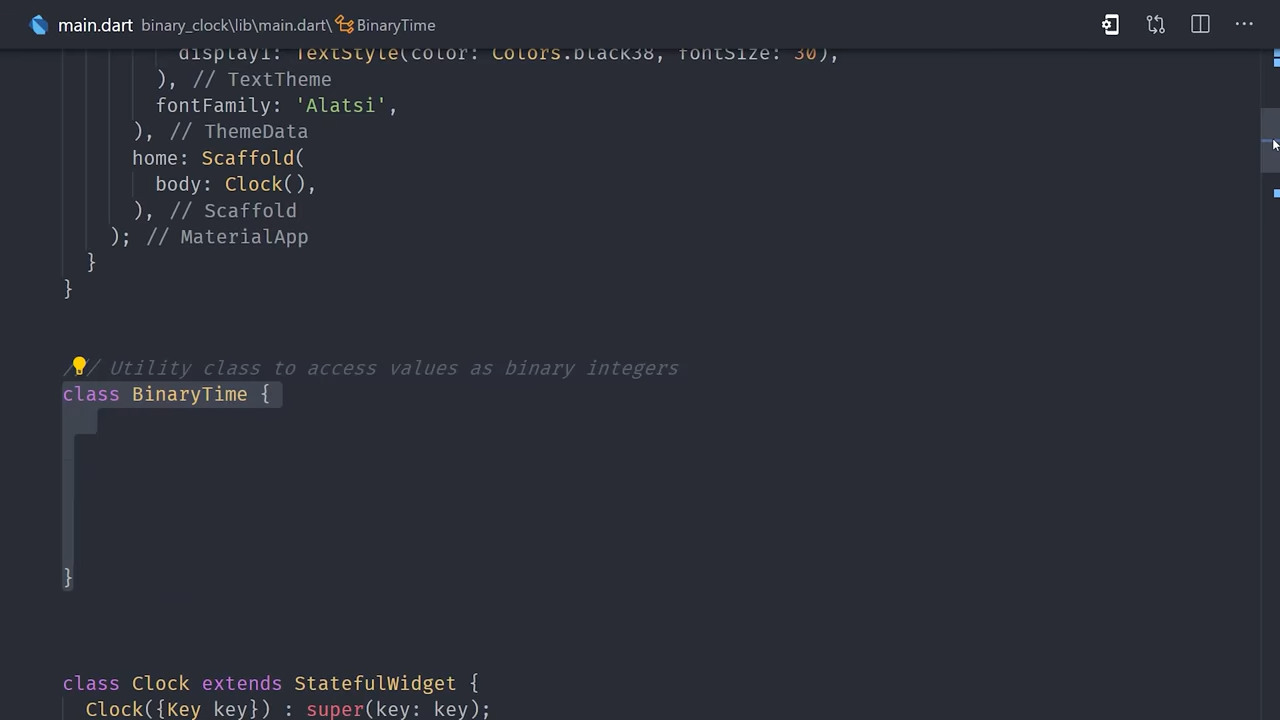 main.dart binary_clock\lib\main.dart\ BinaryTime
display1: TextStyle(color: Colors.black38, fontSize: 30),
), // TextTheme
fontFamily: 'Alatsi',
), // ThemeData
home: Scaffold(
body: Clock(),
), // Scaffold
); // MaterialApp
}
}
/// Utility class to access values as binary integers
class BinaryTime {
}
class Clock extends StatefulWidget {
Clock({Key key}) : super(key: key);